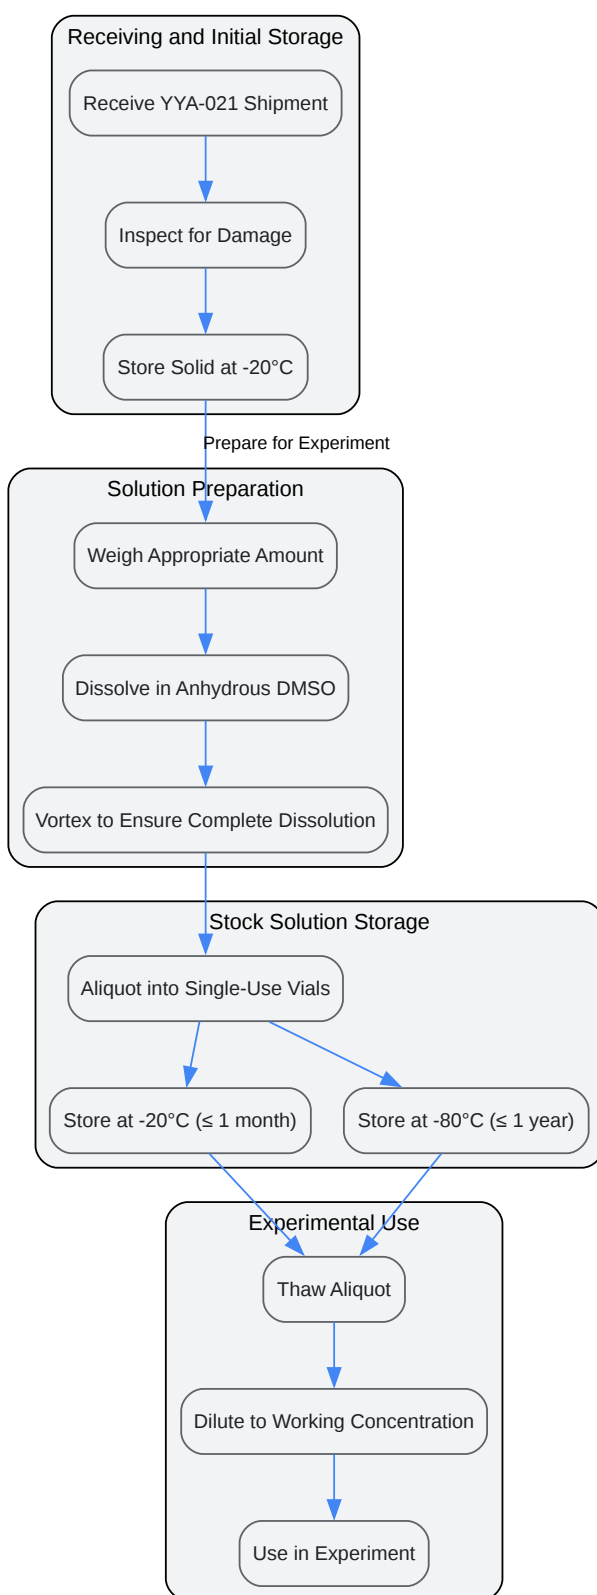 Receiving and Initial Storage
Receive YYA-021 Shipment
Inspect for Damage
Store Solid at -20°C
Prepare for Experiment
Solution Preparation
Weigh Appropriate Amount
Dissolve in Anhydrous DMSO
Vortex to Ensure Complete Dissolution
Stock Solution Storage
Aliquot into Single-Use Vials
Store at -20°C (≤ 1 month)
Store at -80°C (≤ 1 year)
Experimental Use
Thaw Aliquot
Dilute to Working Concentration
Use in Experiment